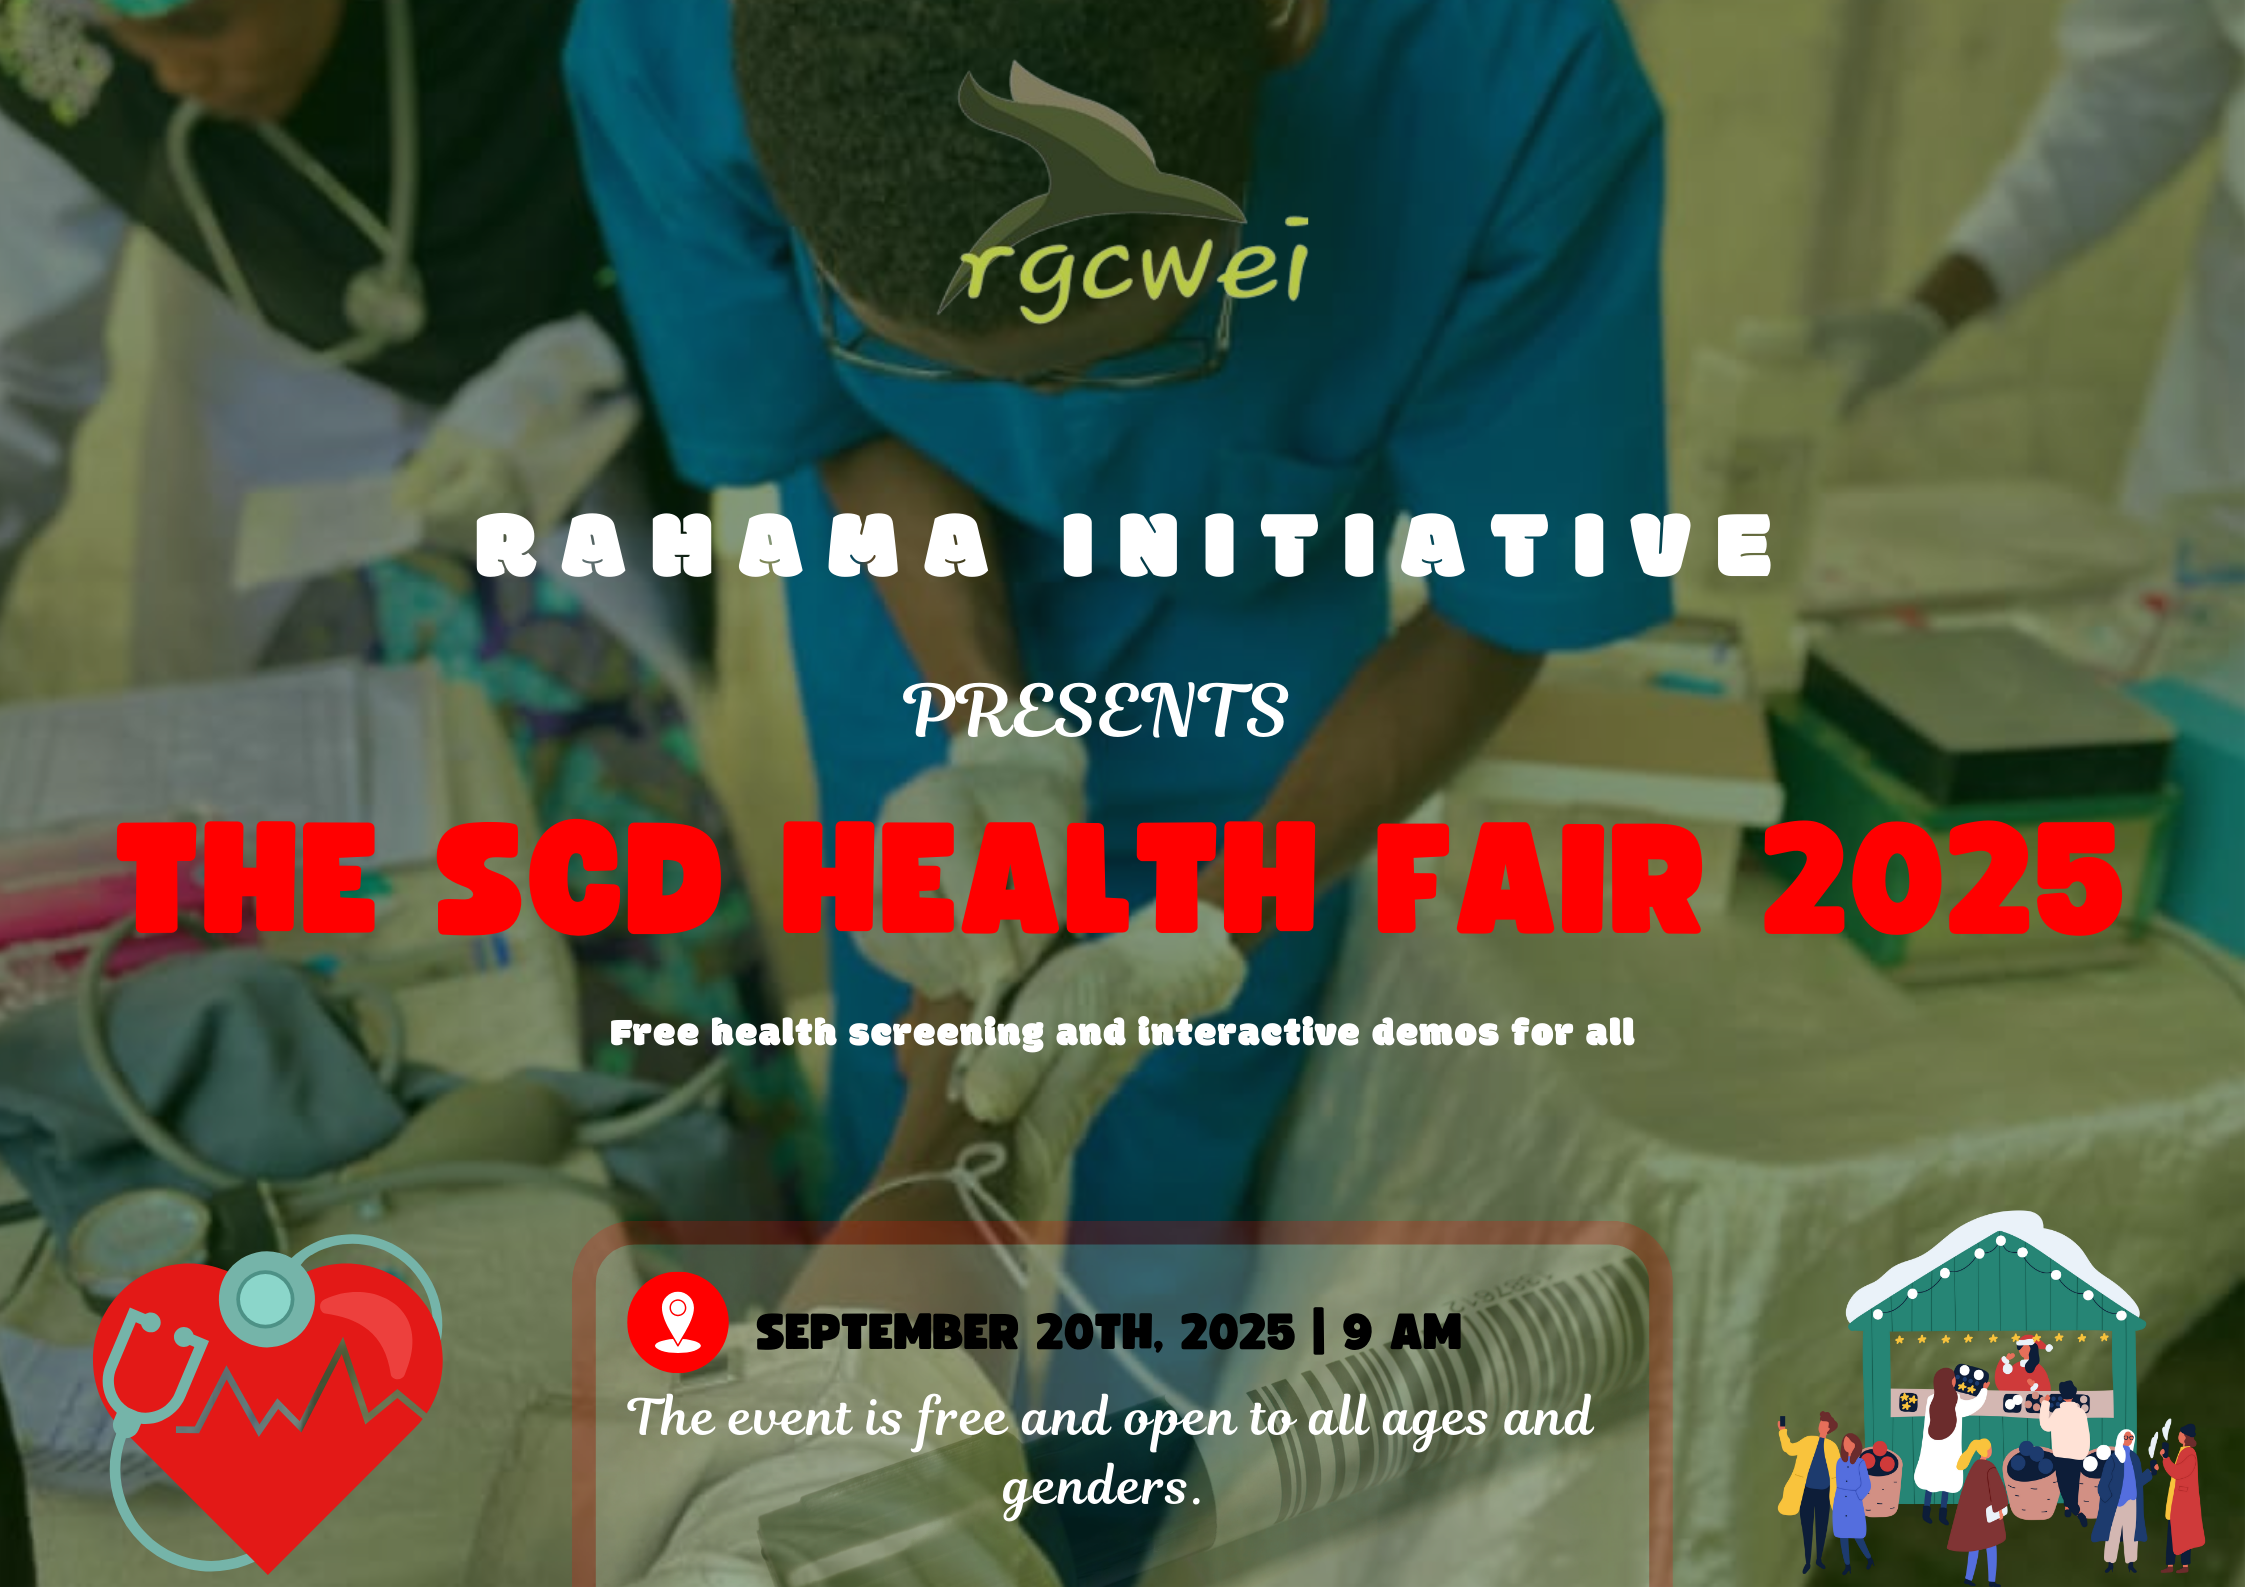 rgcwei
RAHAMA INITIATIVE
PRESENTS
THE SCD HEALTH FAIR 2025
Free health screening and interactive demos for all
SEPTEMBER 20TH, 2025 | 9 AM
The event is free and open to all ages and
genders.